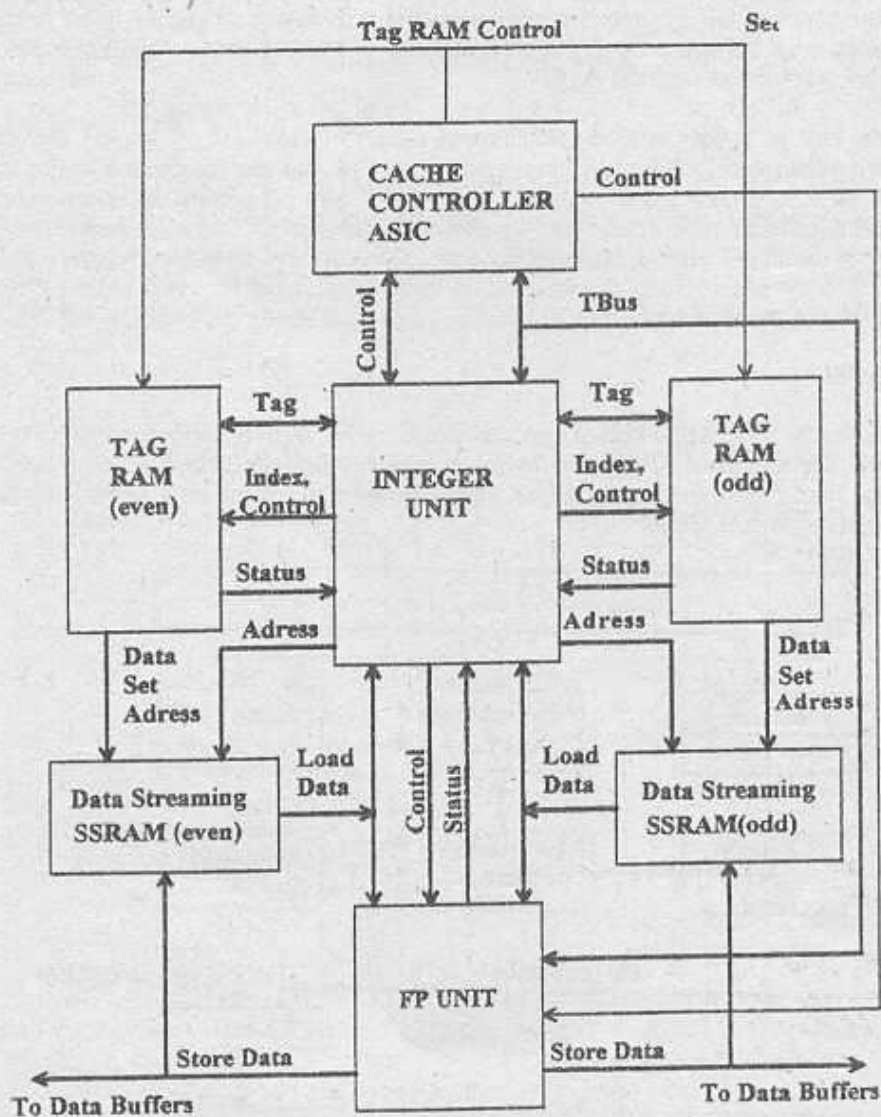 Tag RAM Control
CACHE
CONTROLLER
ASIC
Control
Control
TBus
TAG
RAM
(even)
Tag
Index,
Control
Status
Adress
INTEGER
UNIT
Tag
Index,
Control
Status
Adress
TAG
RAM
(odd)
Data
Set
Adress
Data
Set
Adress
Load
Data
Control
Status
Load
Data
Data Streaming
SSRAM (even)
Data Streaming
SSRAM(odd)
FP UNIT
Store Data
Store Data
To Data Buffers
To Data Buffers